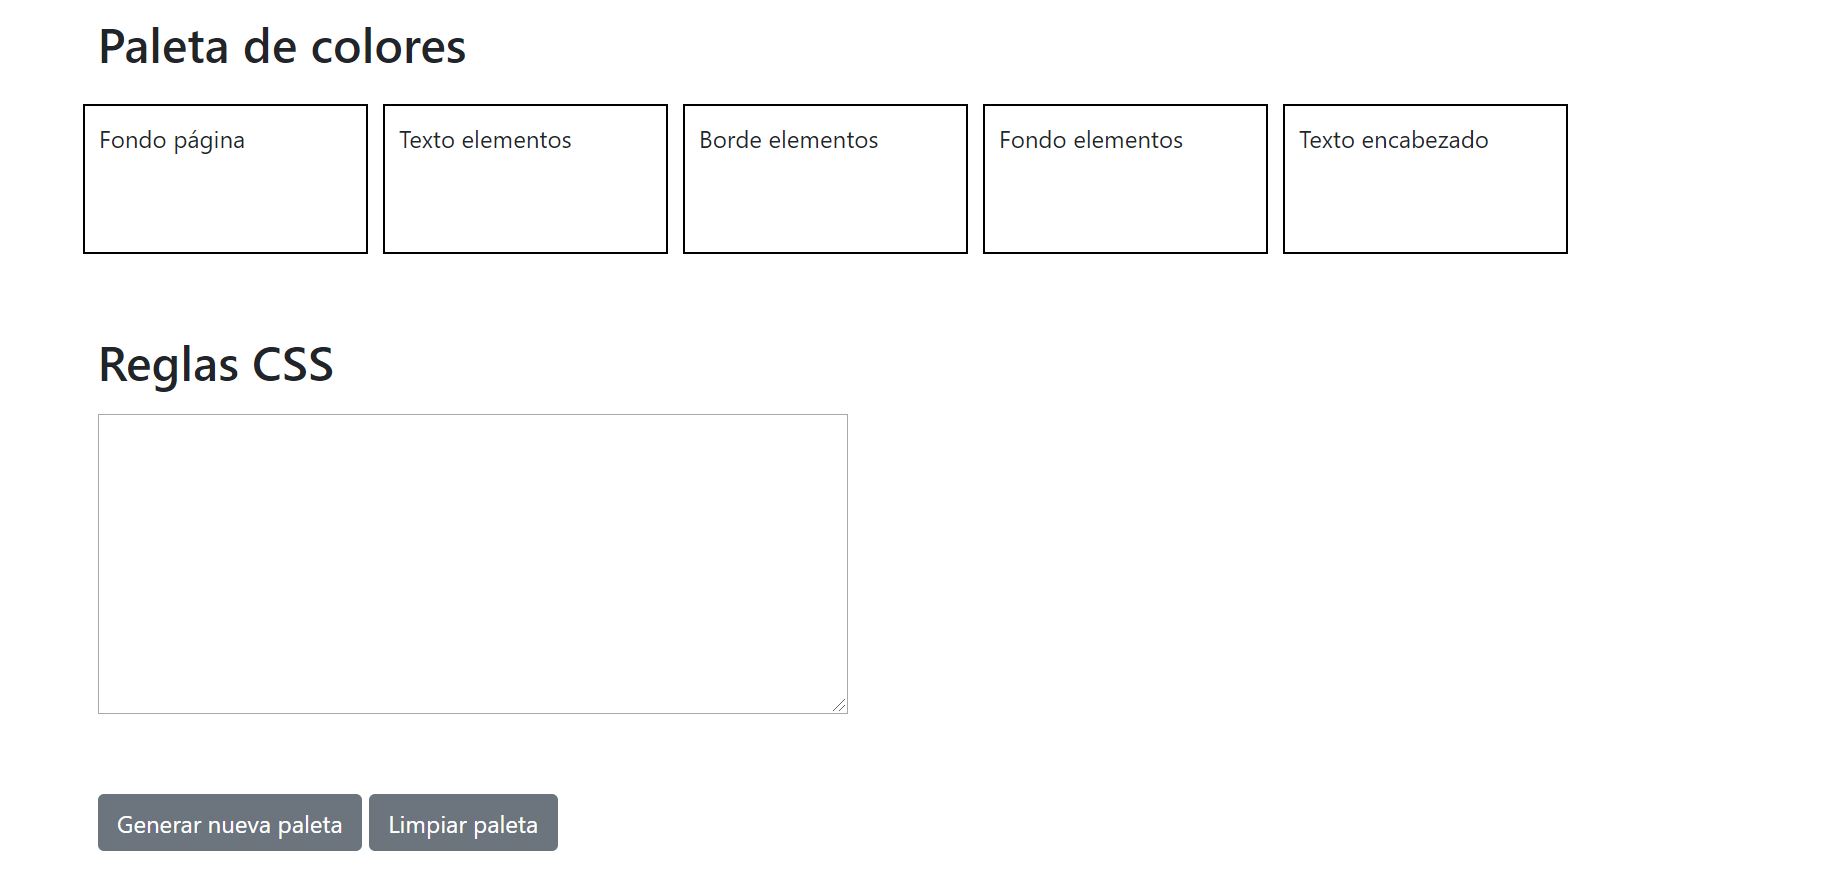 Paleta de colores
Fondo página
Texto elementos
Borde elementos
Fondo elementos
Texto encabezado
Reglas CSS
Generar nueva paleta
Limpiar paleta